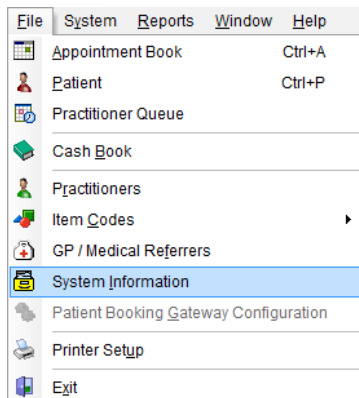 File System Reports Window Help
Appointment Book Ctrl+A
Patient Ctrl+P
Practitioner Queue
Cash Book
Practitioners
Item Codes
GP / Medical Referrers
System Information
Patient Booking Gateway Configuration
Printer Setup
Exit